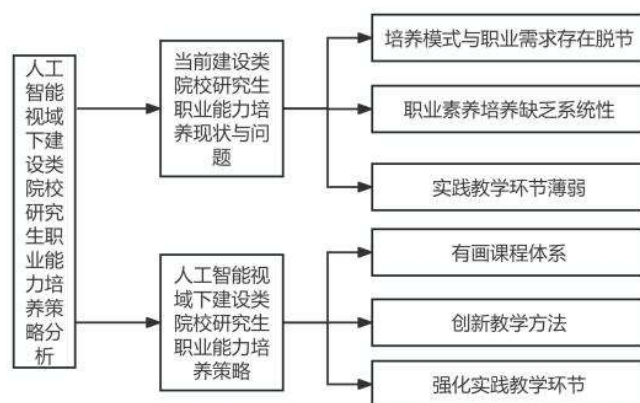 人工
智能
视域
下建
设类
院校
研究
生职
业能
力培
养策
略分
析
当前建设类
院校研究生
职业能力培
养现状与问
题
培养模式与职业需求存在脱节
职业素养培养缺乏系统性
实践教学环节薄弱
人工智能视
域下建设类
院校研究生
职业能力培
养策略
有画课程体系
创新教学方法
强化实践教学环节